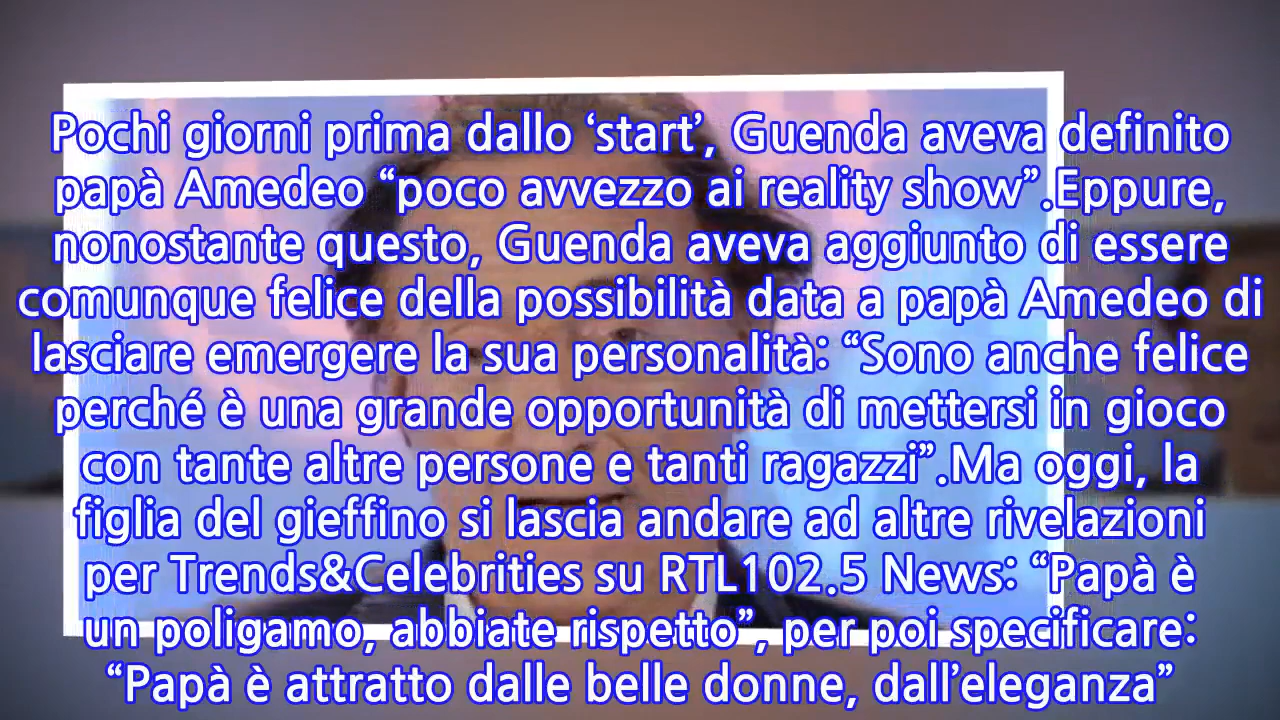 Pochi giorni prima dallo ‘start’, Guenda aveva definito
papà Amedeo “poco avvezzo ai reality show”.Eppure,
nonostante questo, Guenda aveva aggiunto di essere
comunque felice della possibilità data a papà Amedeo di
lasciare emergere la sua personalità: “Sono anche felice
perché è una grande opportunità di mettersi in gioco
con tante altre persone e tanti ragazzi”.Ma oggi, la
figlia del gieffino si lascia andare ad altre rivelazioni
per Trends&Celebrities su RTL102.5 News: “Papà è
un poligamo, abbiate rispetto”, per poi specificare:
“Papà è attratto dalle belle donne, dall’eleganza”